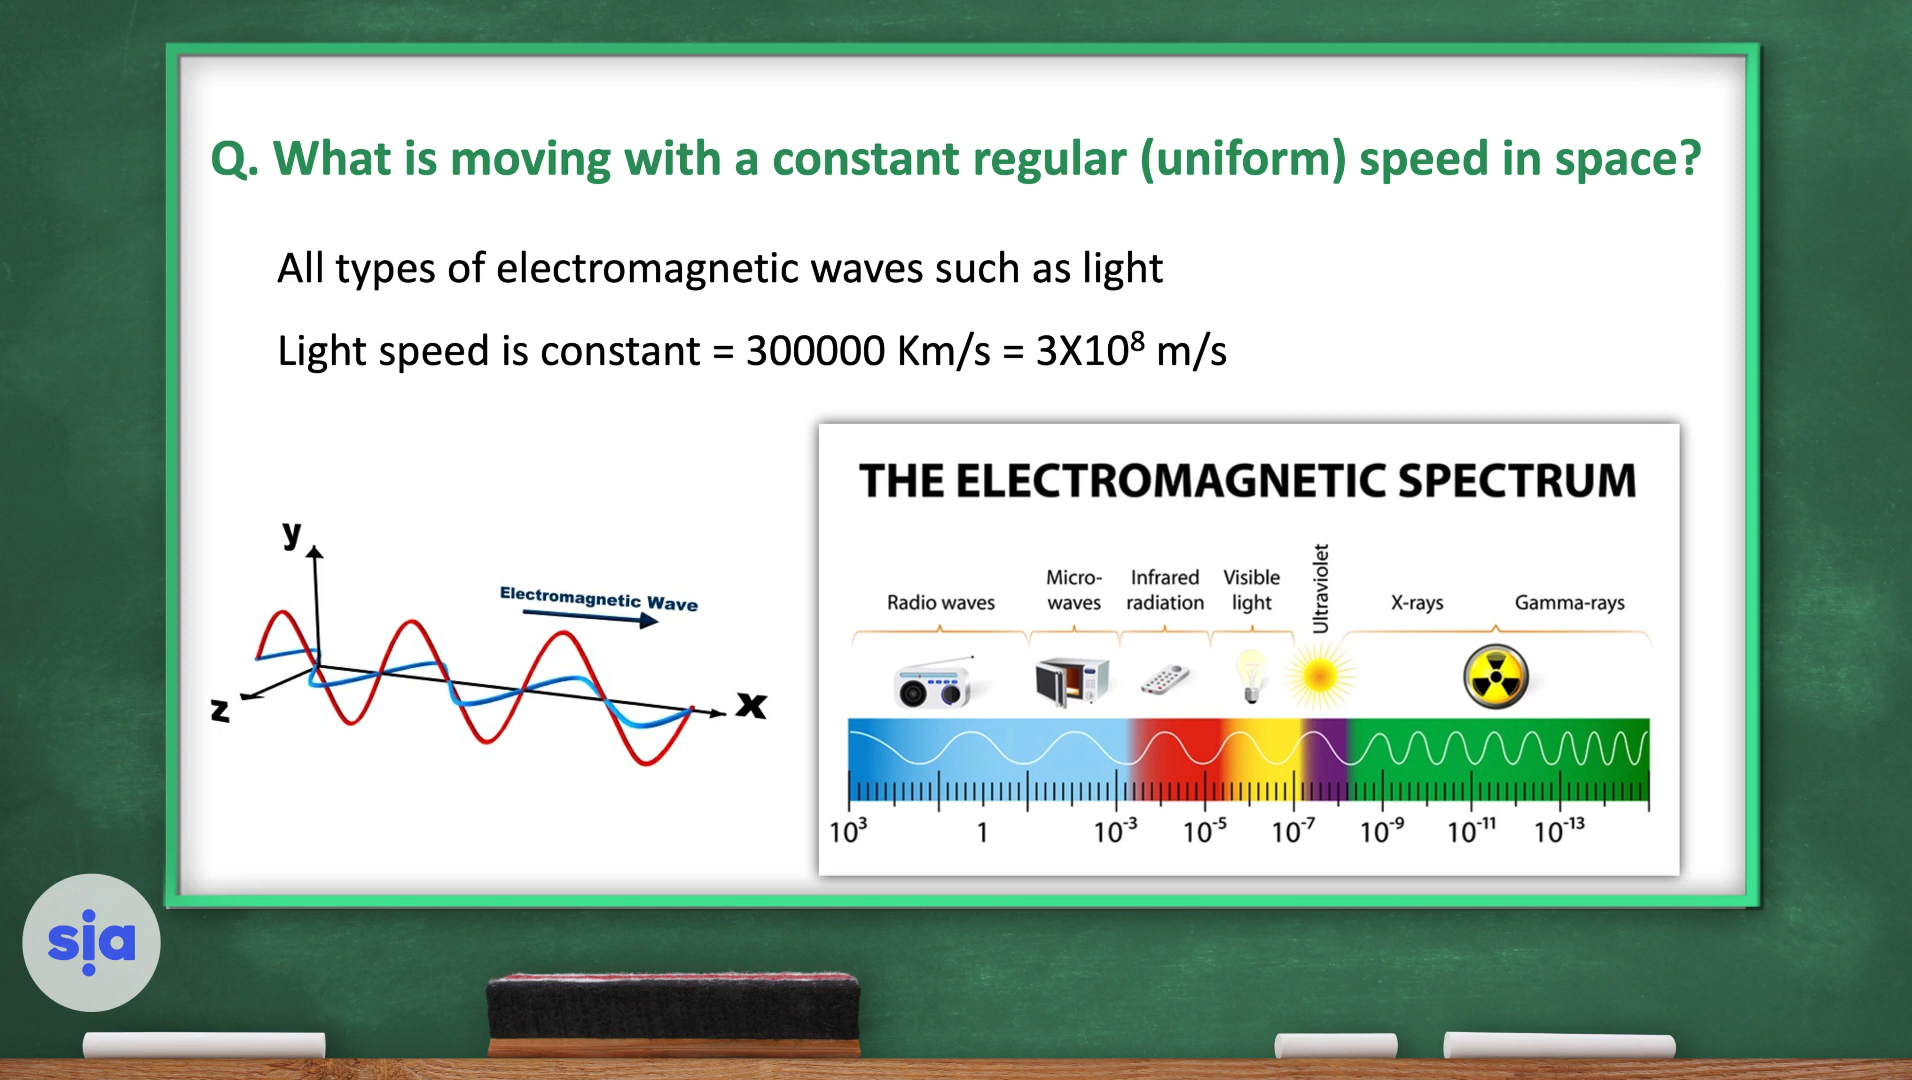 Q. What is moving with a constant regular (uniform) speed in space?
All types of electromagnetic waves such as light
Light speed is constant = 300000 Km/s = 3X10⁸ m/s
y
Electromagnetic Wave
z
x
THE ELECTROMAGNETIC SPECTRUM
Radio waves
Micro-
waves
Infrared
radiation
Visible
light
Ultraviolet
X-rays
Gamma-rays
10³ 1 10⁻³ 10⁻⁵ 10⁻⁷ 10⁻⁹ 10⁻¹¹ 10⁻¹³
sia